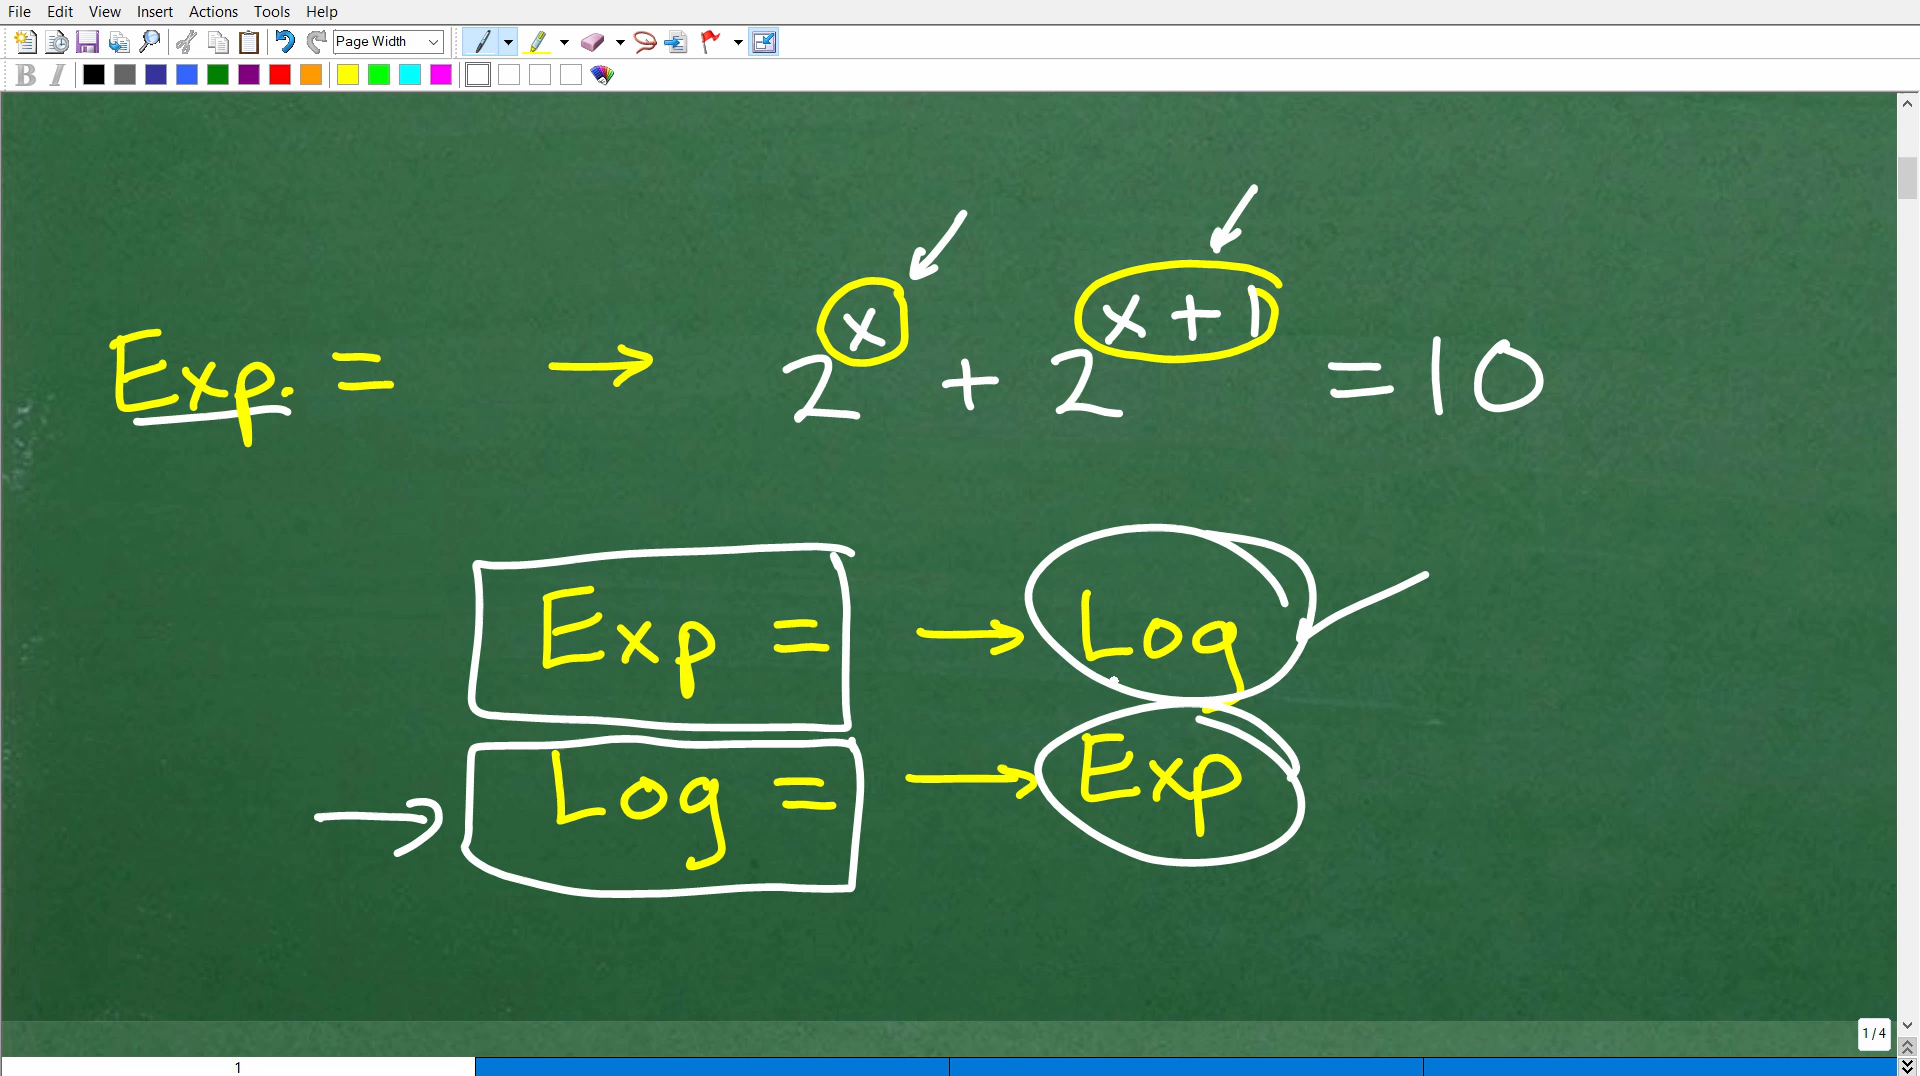 File Edit View Insert Actions Tools Help
Page Width
B I
Exp. = → 2^x + 2^(x+1) = 10
Exp = → Log
Log = → Exp
1 / 4
1